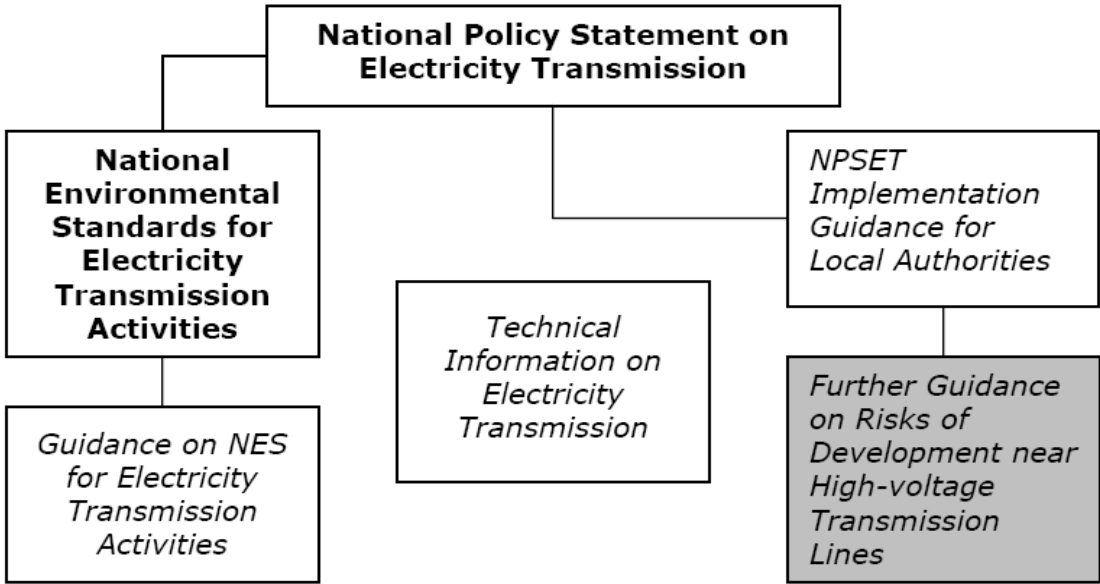 National Policy Statement on
Electricity Transmission
National
Environmental
Standards for
Electricity
Transmission
Activities
NPSET
Implementation
Guidance for
Local Authorities
Technical
Information on
Electricity
Transmission
Guidance on NES
for Electricity
Transmission
Activities
Further Guidance
on Risks of
Development near
High-voltage
Transmission
Lines